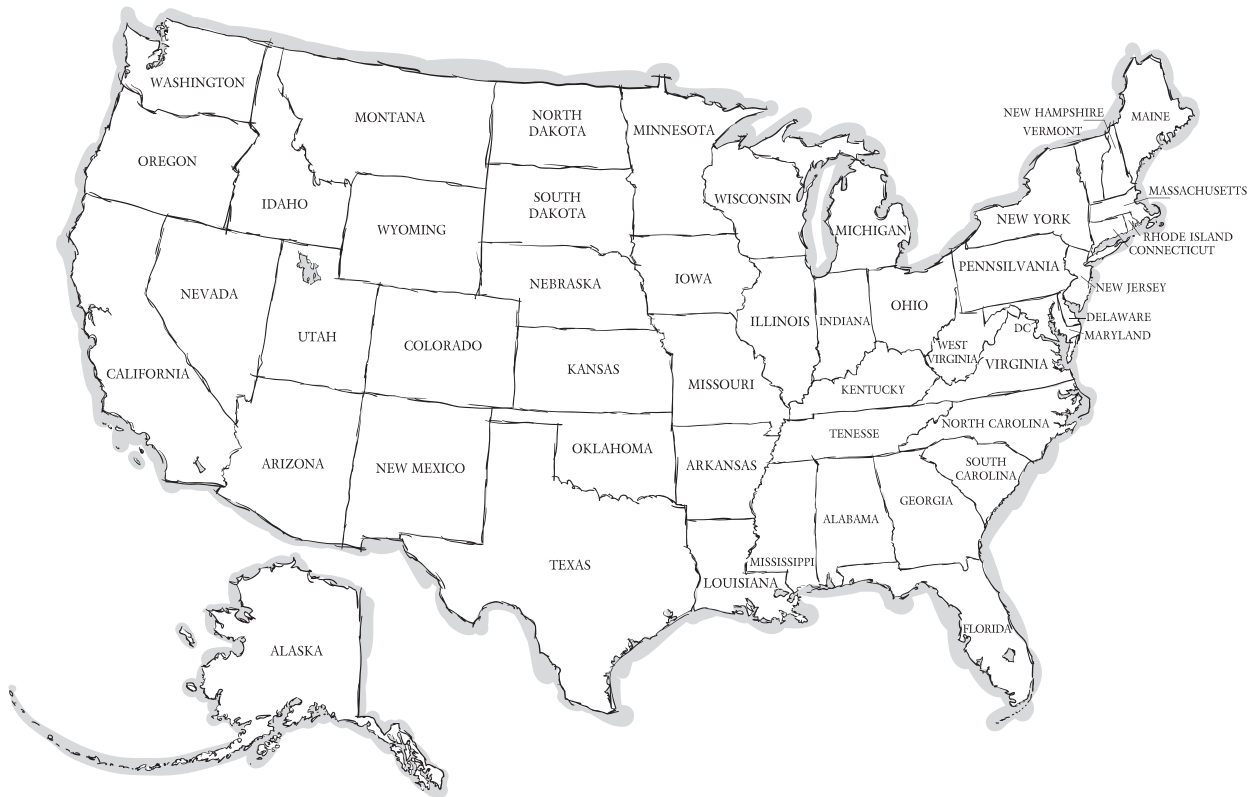 WASHINGTON
MONTANA
NORTH
DAKOTA
MINNESOTA
NEW HAMPSHIRE
MAINE
VERMONT
OREGON
IDAHO
SOUTH
DAKOTA
WISCONSIN
MASSACHUSETTS
WYOMING
MICHIGAN
NEW YORK
RHODE ISLAND
CONNECTICUT
PENNSILVANIA
NEVADA
NEBRASKA
IOWA
NEW JERSEY
OHIO
ILLINOIS
INDIANA
DELAWARE
DC
MARYLAND
UTAH
COLORADO
WEST
VIRGINIA
VIRGINIA
CALIFORNIA
KANSAS
MISSOURI
KENTUCKY
NORTH CAROLINA
TENESSE
OKLAHOMA
ARIZONA
NEW MEXICO
ARKANSAS
SOUTH
CAROLINA
GEORGIA
ALABAMA
TEXAS
MISSISSIPPI
LOUISIANA
FLORIDA
ALASKA